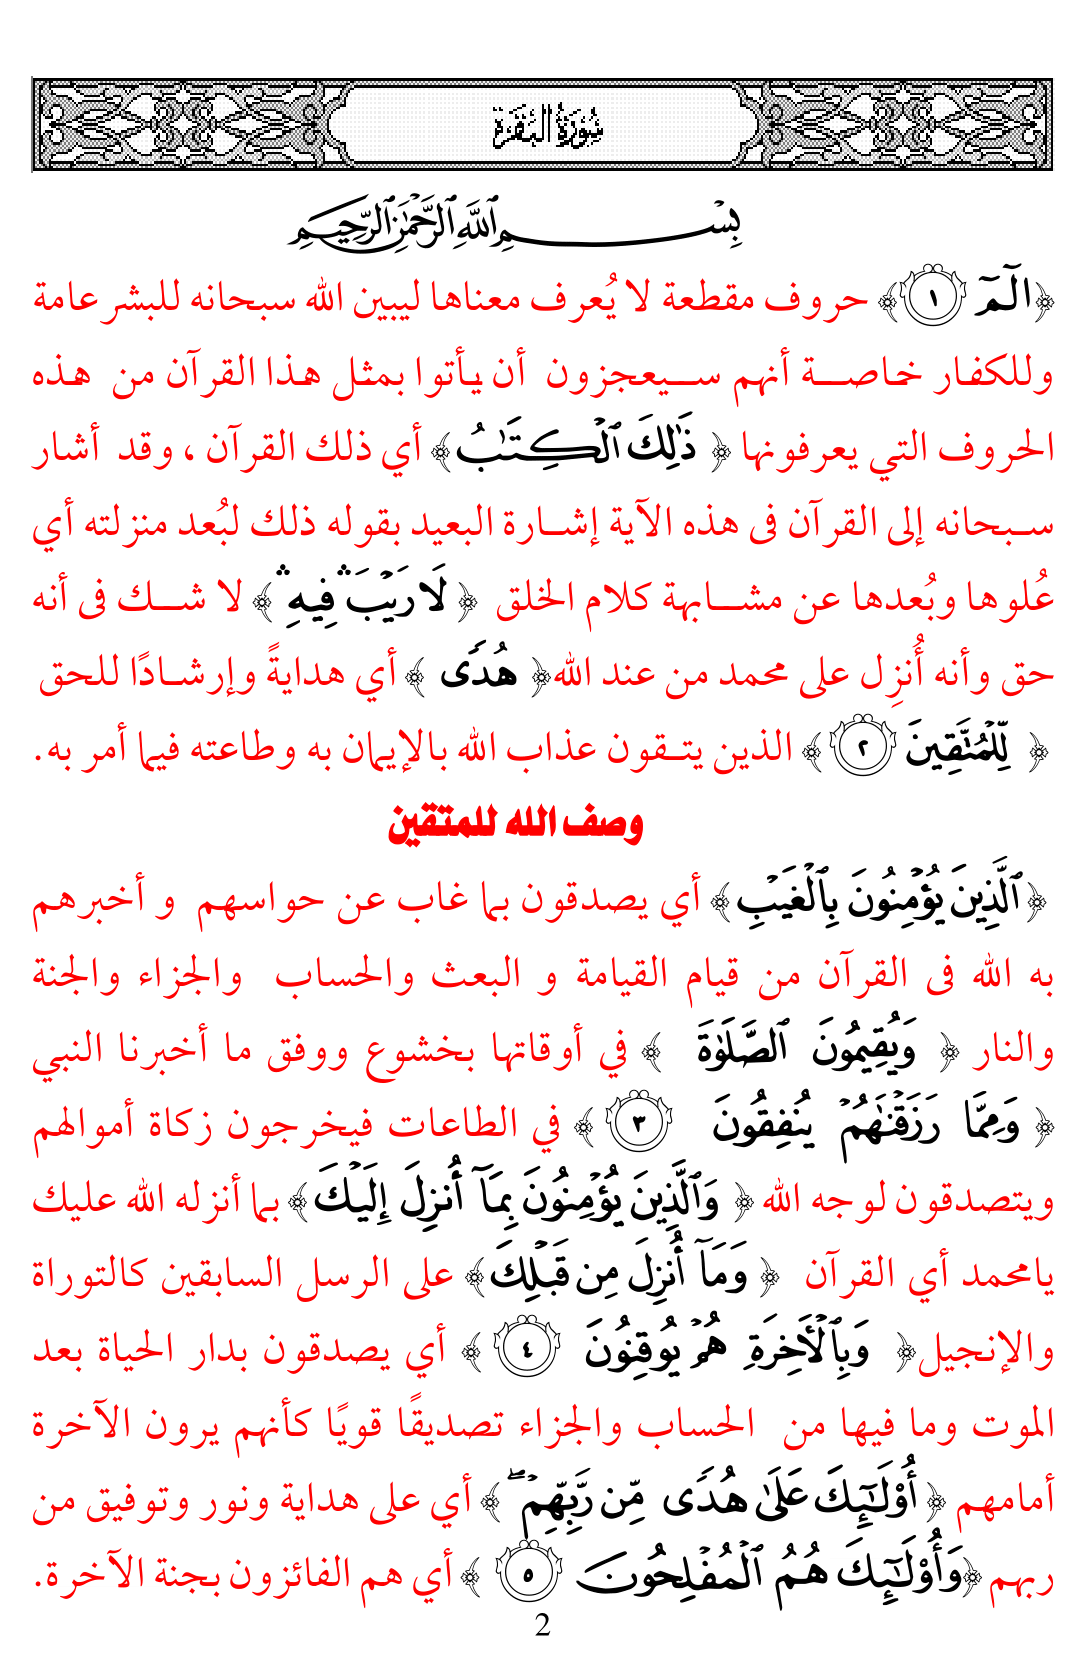 سُورَةُ البَقَرَة
بِسْمِ ٱللَّهِ ٱلرَّحْمَٰنِ ٱلرَّحِيمِ
﴿الٓمٓ ١﴾ حروف مقطعة لا يُعرف معناها ليبين الله سبحانه للبشر عامة
وللكفار خاصة أنهم سيعجزون أن يأتوا بمثل هذا القرآن من هذه
الحروف التي يعرفونها ﴿ ذَٰلِكَ ٱلْكِتَٰبُ﴾ أي ذلك القرآن ، وقد أشار
سبحانه إلى القرآن فى هذه الآية إشارة البعيد بقوله ذلك لبُعد منزلته أي
عُلوها وبُعدها عن مشابهة كلام الخلق ﴿ لَا رَيْبَ ۛ فِيهِ ۛ ﴾ لا شك فى أنه
حق وأنه أُنزِل على محمد من عند الله﴿ هُدًى ﴾ أي هدايةً وإرشادًا للحق
﴿ لِّلْمُتَّقِينَ ٢﴾ الذين يتقون عذاب الله بالإيمان به وطاعته فيما أمر به.
وصف الله للمتقين
﴿ٱلَّذِينَ يُؤْمِنُونَ بِٱلْغَيْبِ﴾ أي يصدقون بما غاب عن حواسهم و أخبرهم
به الله فى القرآن من قيام القيامة و البعث والحساب والجزاء والجنة
والنار ﴿ وَيُقِيمُونَ ٱلصَّلَوٰةَ ﴾ في أوقاتها بخشوع ووفق ما أخبرنا النبي
﴿ وَمِمَّا رَزَقْنَٰهُمْ يُنفِقُونَ ٣﴾ في الطاعات فيخرجون زكاة أموالهم
ويتصدقون لوجه الله ﴿ وَٱلَّذِينَ يُؤْمِنُونَ بِمَآ أُنزِلَ إِلَيْكَ﴾ بما أنزله الله عليك
يامحمد أي القرآن ﴿ وَمَآ أُنزِلَ مِن قَبْلِكَ﴾ على الرسل السابقين كالتوراة
والإنجيل﴿ وَبِٱلْأَخِرَةِ هُمْ يُوقِنُونَ ٤ ﴾ أي يصدقون بدار الحياة بعد
الموت وما فيها من الحساب والجزاء تصديقًا قويًا كأنهم يرون الآخرة
أمامهم ﴿ أُو۟لَٰٓئِكَ عَلَىٰ هُدًى مِّن رَّبِّهِمْ ۖ ﴾ أي على هداية ونور وتوفيق من
ربهم ﴿وَأُو۟لَٰٓئِكَ هُمُ ٱلْمُفْلِحُونَ ٥ ﴾ أي هم الفائزون بجنة الآخرة.
2